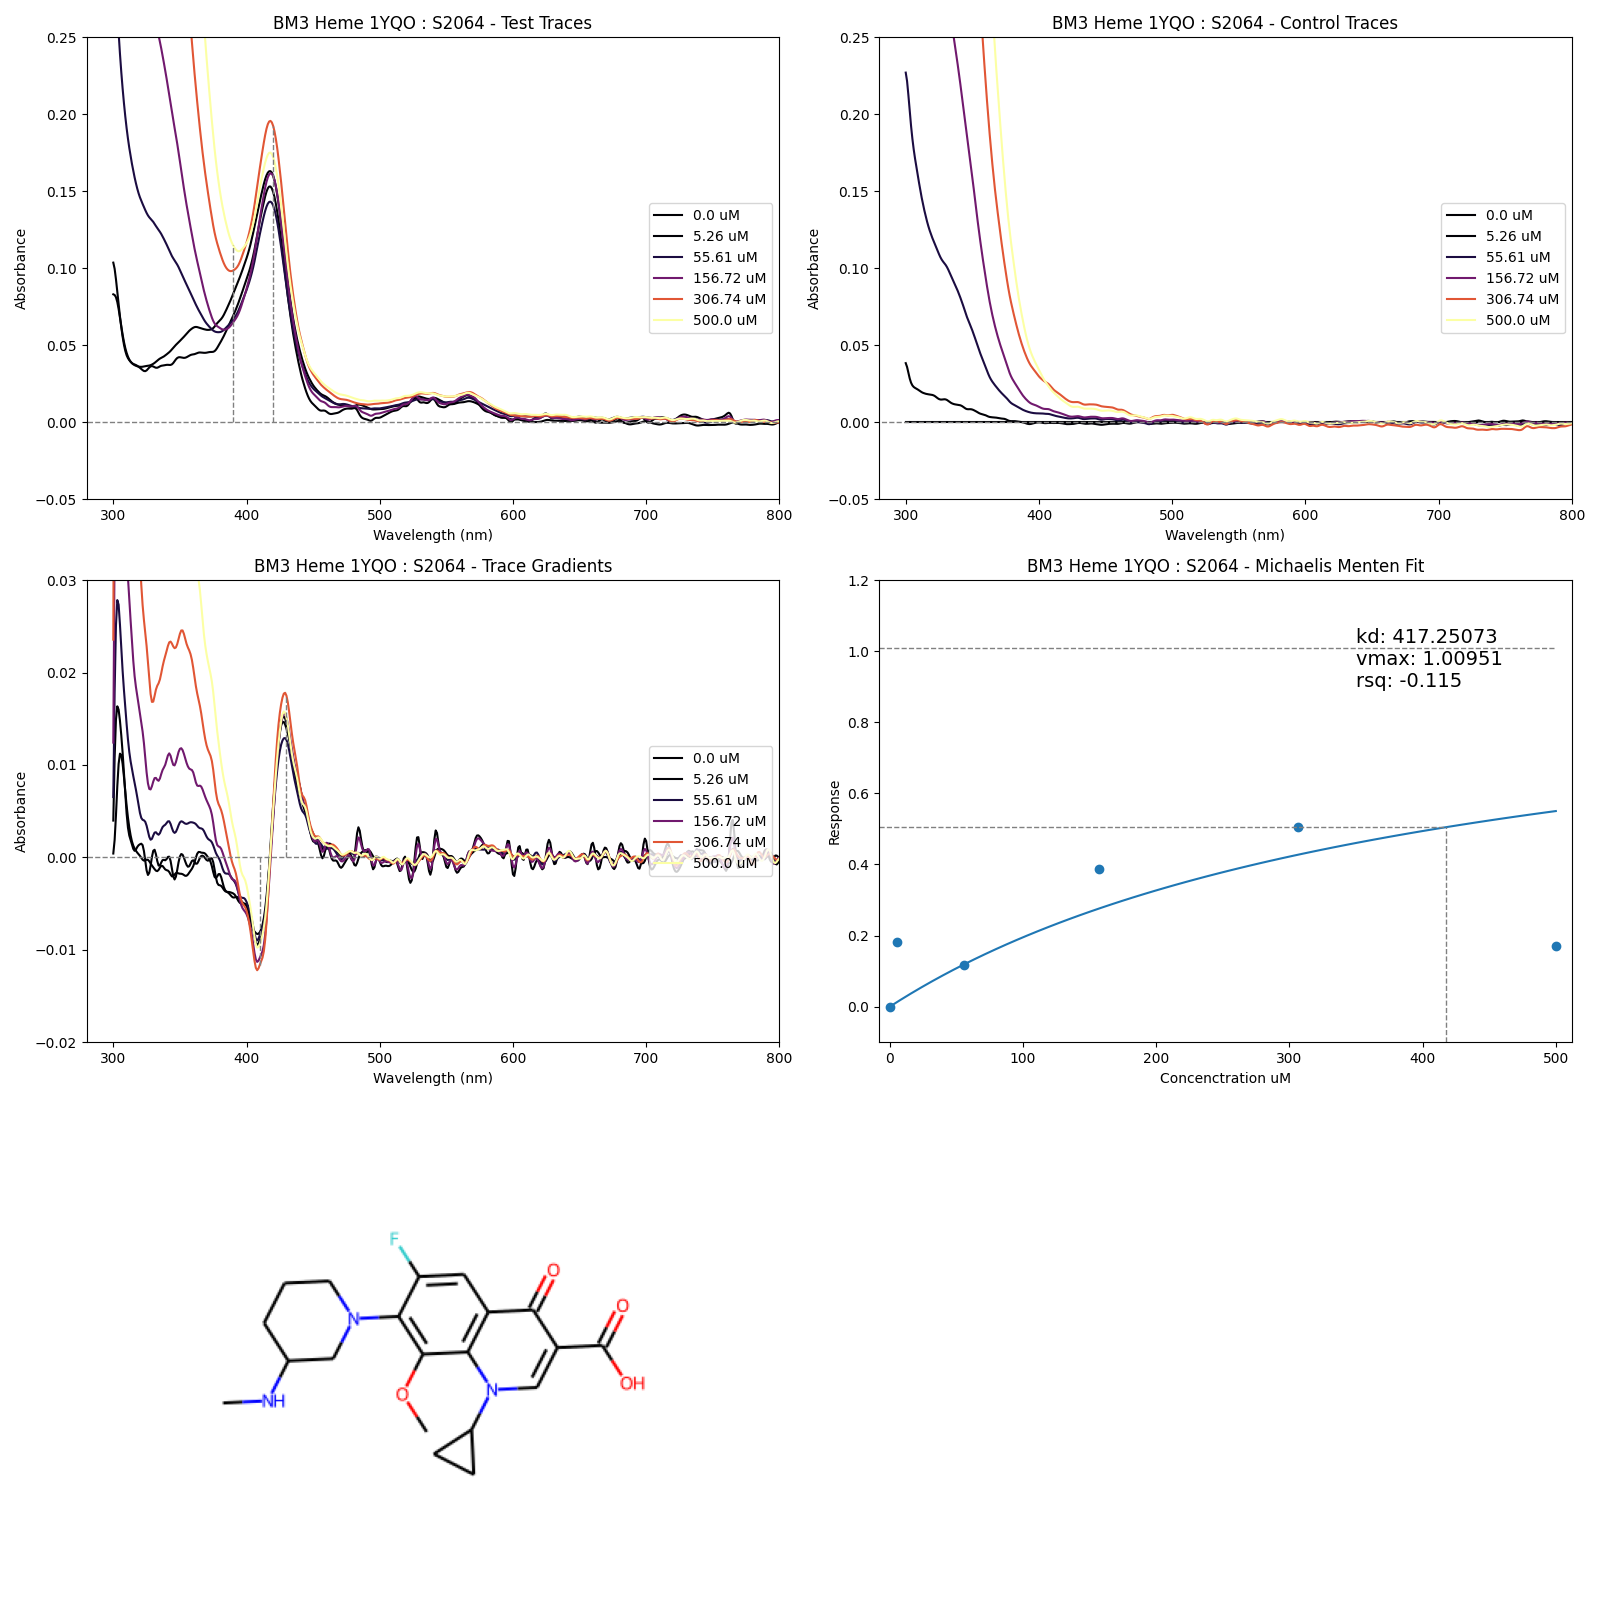 BM3 Heme 1YQO : S2064 - Test Traces
Absorbance
0.25
0.20
0.15
0.10
0.05
0.00
−0.05
300
400
500
600
700
800
Wavelength (nm)
0.0 uM
5.26 uM
55.61 uM
156.72 uM
306.74 uM
500.0 uM
BM3 Heme 1YQO : S2064 - Control Traces
Absorbance
0.25
0.20
0.15
0.10
0.05
0.00
−0.05
300
400
500
600
700
800
Wavelength (nm)
0.0 uM
5.26 uM
55.61 uM
156.72 uM
306.74 uM
500.0 uM
BM3 Heme 1YQO : S2064 - Trace Gradients
Absorbance
0.03
0.02
0.01
0.00
−0.01
−0.02
300
400
500
600
700
800
Wavelength (nm)
0.0 uM
5.26 uM
55.61 uM
156.72 uM
306.74 uM
500.0 uM
BM3 Heme 1YQO : S2064 - Michaelis Menten Fit
Response
1.2
1.0
0.8
0.6
0.4
0.2
0.0
0
100
200
300
400
500
Concenctration uM
kd: 417.25073
vmax: 1.00951
rsq: -0.115
F
O
O
N
OH
N
O
NH